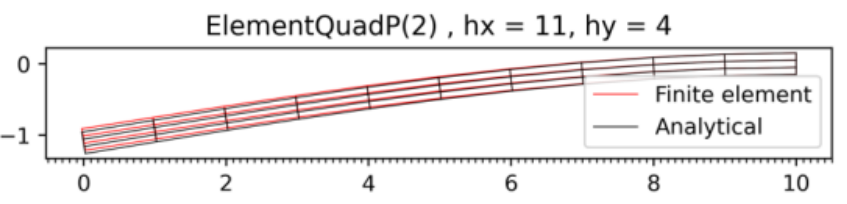 ElementQuadP(2) , hx = 11, hy = 4
0
−1
Finite element
Analytical
0 2 4 6 8 10